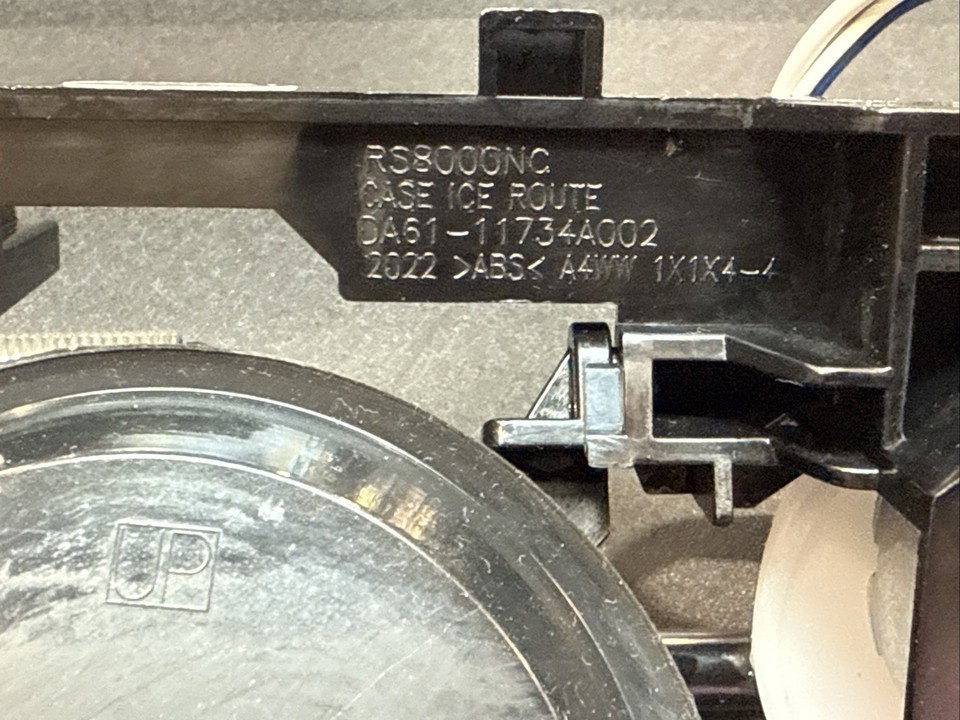 RS8000NC
CASE ICE ROUTE
DA61-11734A002
2022 >ABS< A4WW 1X1X4-4
UP